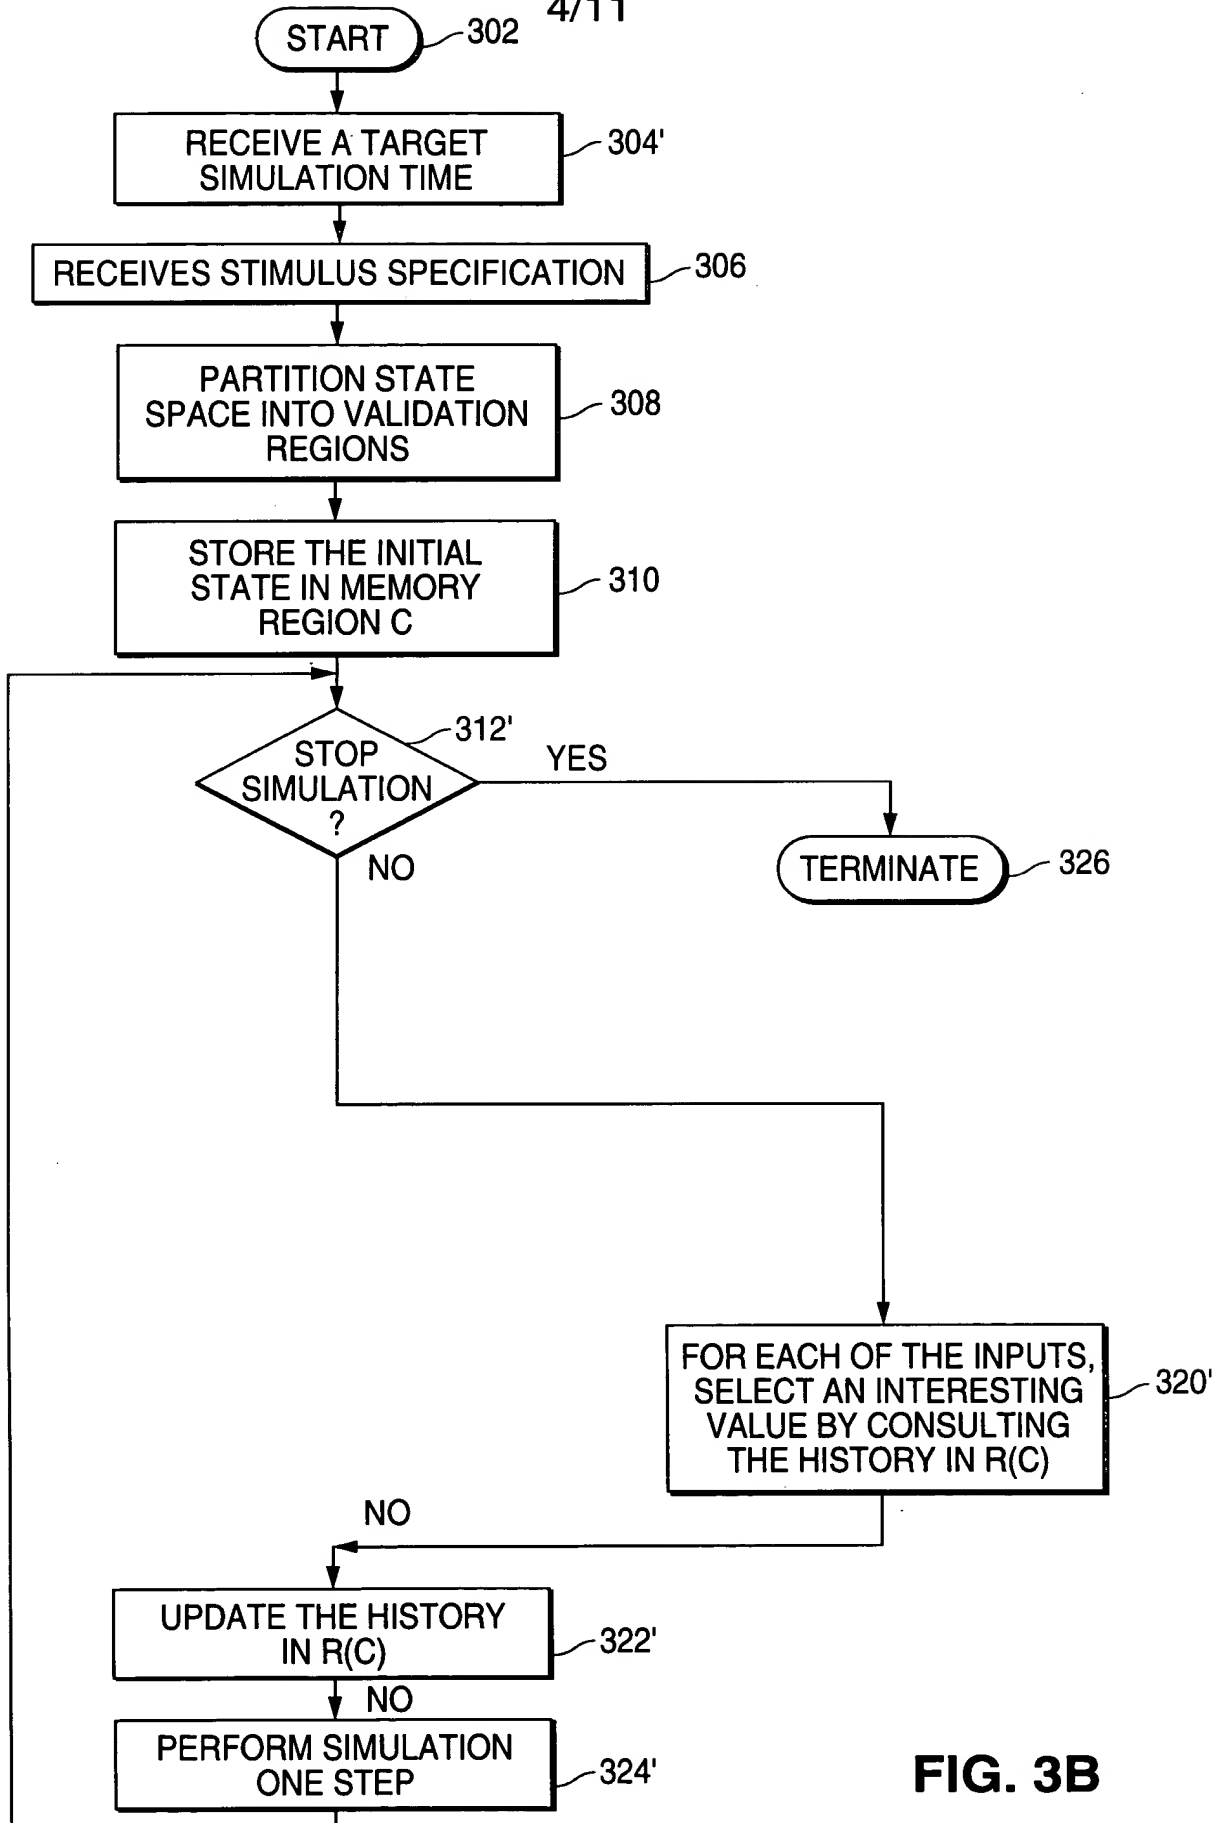 4/11
START
302
RECEIVE A TARGET
SIMULATION TIME
304'
RECEIVES STIMULUS SPECIFICATION
306
PARTITION STATE
SPACE INTO VALIDATION
REGIONS
308
STORE THE INITIAL
STATE IN MEMORY
REGION C
310
STOP
SIMULATION
?
312'
YES
TERMINATE
326
NO
FOR EACH OF THE INPUTS,
SELECT AN INTERESTING
VALUE BY CONSULTING
THE HISTORY IN R(C)
320'
NO
UPDATE THE HISTORY
IN R(C)
322'
NO
PERFORM SIMULATION
ONE STEP
324'
FIG. 3B